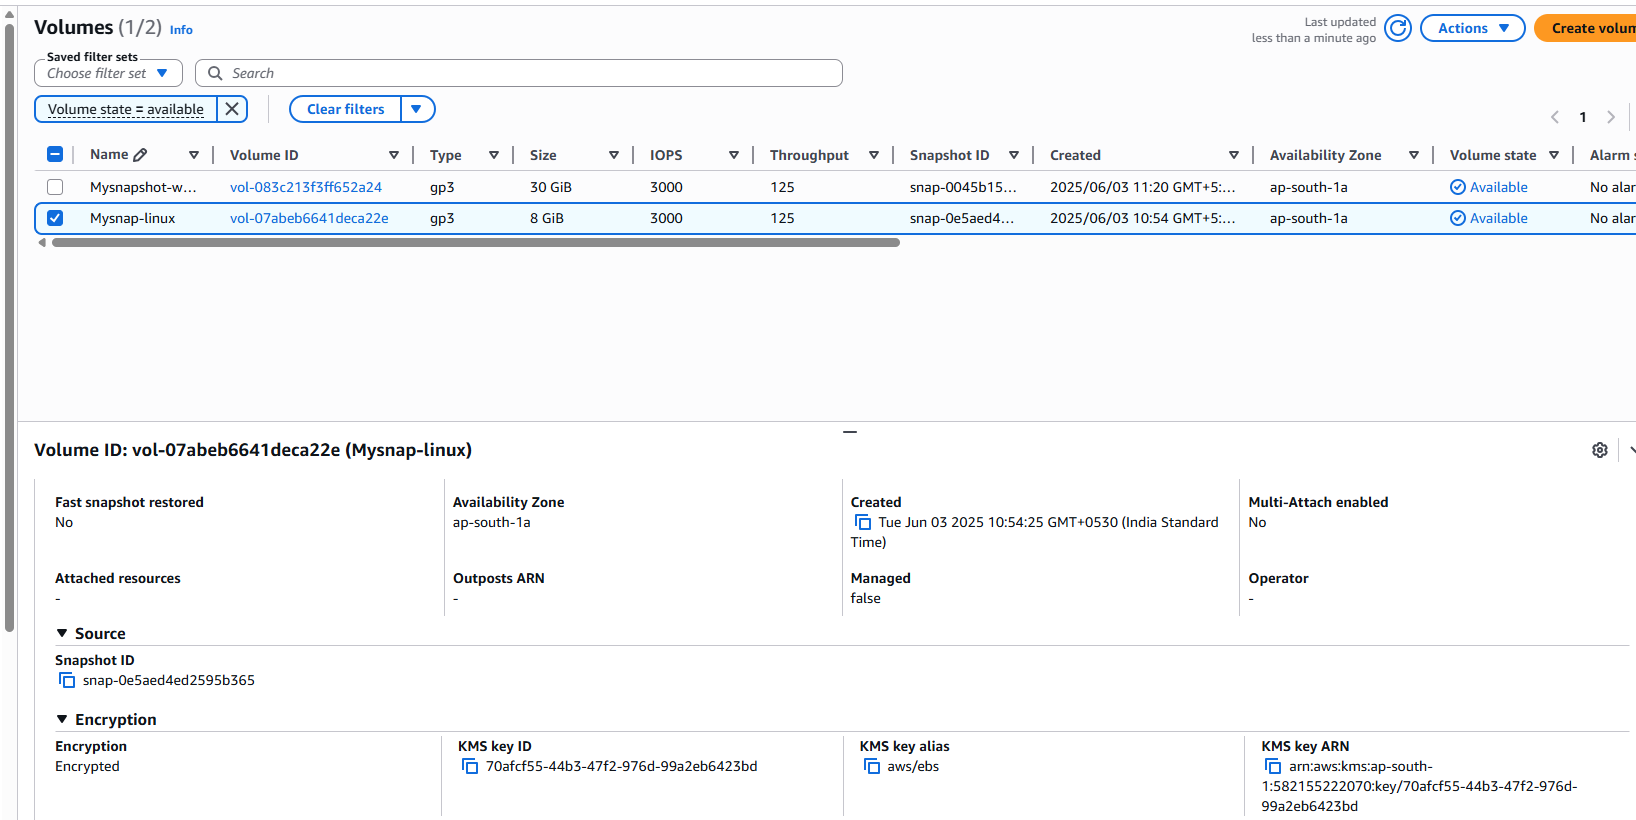 Volumes (1/2) Info
Last updated
less than a minute ago
Actions
Create volum
Saved filter sets
Choose filter set
Search
Volume state = available
Clear filters
1
Name Volume ID Type Size IOPS Throughput Snapshot ID Created Availability Zone Volume state Alarm s
Mysnapshot-w... vol-083c213f3ff652a24 gp3 30 GiB 3000 125 snap-0045b15... 2025/06/03 11:20 GMT+5:... ap-south-1a Available No alar
Mysnap-linux vol-07abeb6641deca22e gp3 8 GiB 3000 125 snap-0e5aed4... 2025/06/03 10:54 GMT+5:... ap-south-1a Available No alar
Volume ID: vol-07abeb6641deca22e (Mysnap-linux)
Fast snapshot restored
No
Availability Zone
ap-south-1a
Created
Tue Jun 03 2025 10:54:25 GMT+0530 (India Standard
Time)
Multi-Attach enabled
No
Attached resources
-
Outposts ARN
-
Managed
false
Operator
-
Source
Snapshot ID
snap-0e5aed4ed2595b365
Encryption
Encryption
Encrypted
KMS key ID
70afcf55-44b3-47f2-976d-99a2eb6423bd
KMS key alias
aws/ebs
KMS key ARN
arn:aws:kms:ap-south-
1:582155222070:key/70afcf55-44b3-47f2-976d-
99a2eb6423bd